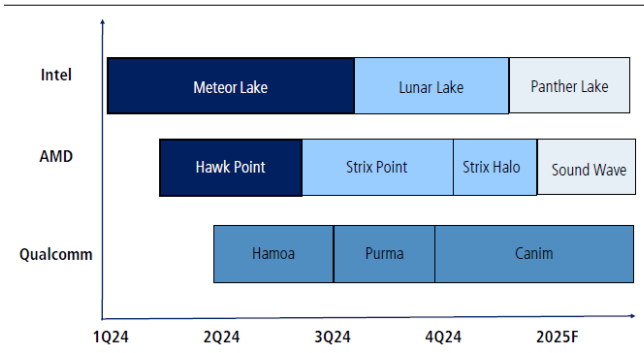 Intel
Meteor Lake
Lunar Lake
Panther Lake
AMD
Hawk Point
Strix Point
Strix Halo
Sound Wave
Qualcomm
Hamoa
Purma
Canim
1Q24
2Q24
3Q24
4Q24
2025F